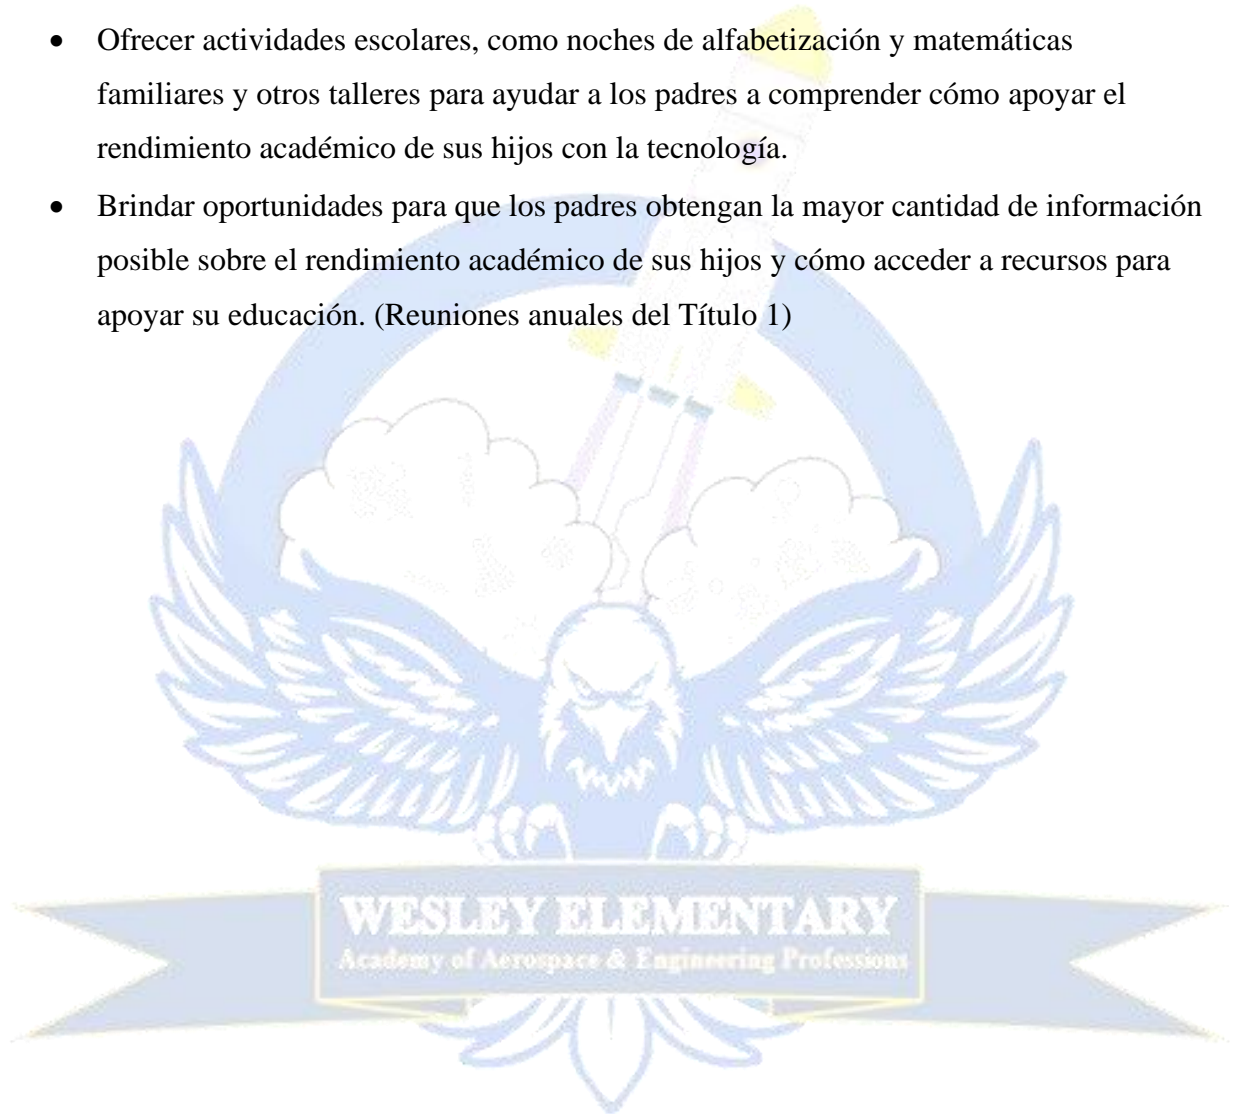 • Ofrecer actividades escolares, como noches de alfabetización y matemáticas
familiares y otros talleres para ayudar a los padres a comprender cómo apoyar el
rendimiento académico de sus hijos con la tecnología.
• Brindar oportunidades para que los padres obtengan la mayor cantidad de información
posible sobre el rendimiento académico de sus hijos y cómo acceder a recursos para
apoyar su educación. (Reuniones anuales del Título 1)
WESLEY ELEMENTARY
Academy of Aerospace & Engineering Professions